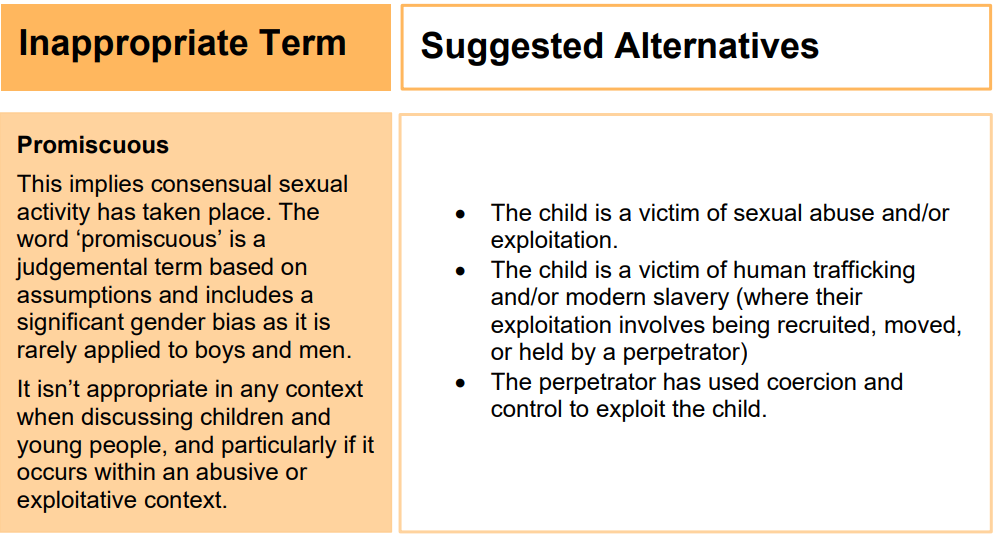 Inappropriate Term
Suggested Alternatives
Promiscuous
This implies consensual sexual
activity has taken place. The
word ‘promiscuous’ is a
judgemental term based on
assumptions and includes a
significant gender bias as it is
rarely applied to boys and men.
It isn’t appropriate in any context
when discussing children and
young people, and particularly if it
occurs within an abusive or
exploitative context.
• The child is a victim of sexual abuse and/or
exploitation.
• The child is a victim of human trafficking
and/or modern slavery (where their
exploitation involves being recruited, moved,
or held by a perpetrator)
• The perpetrator has used coercion and
control to exploit the child.